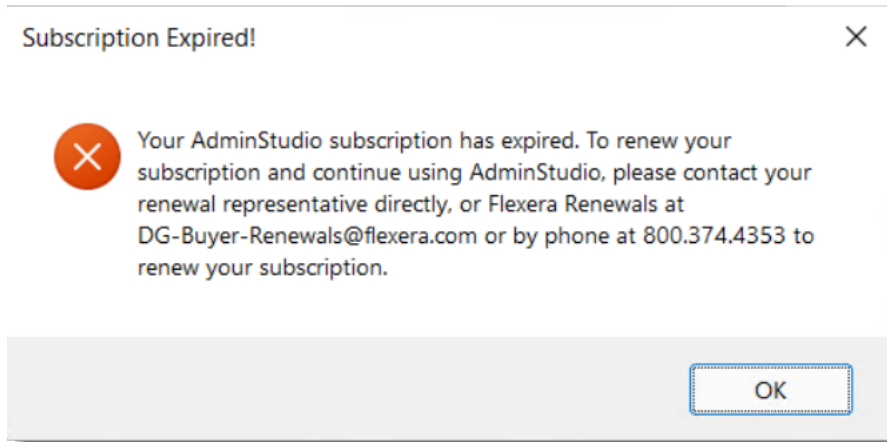 Subscription Expired!
Your AdminStudio subscription has expired. To renew your
subscription and continue using AdminStudio, please contact your
renewal representative directly, or Flexera Renewals at
DG-Buyer-Renewals@flexera.com or by phone at 800.374.4353 to
renew your subscription.
OK